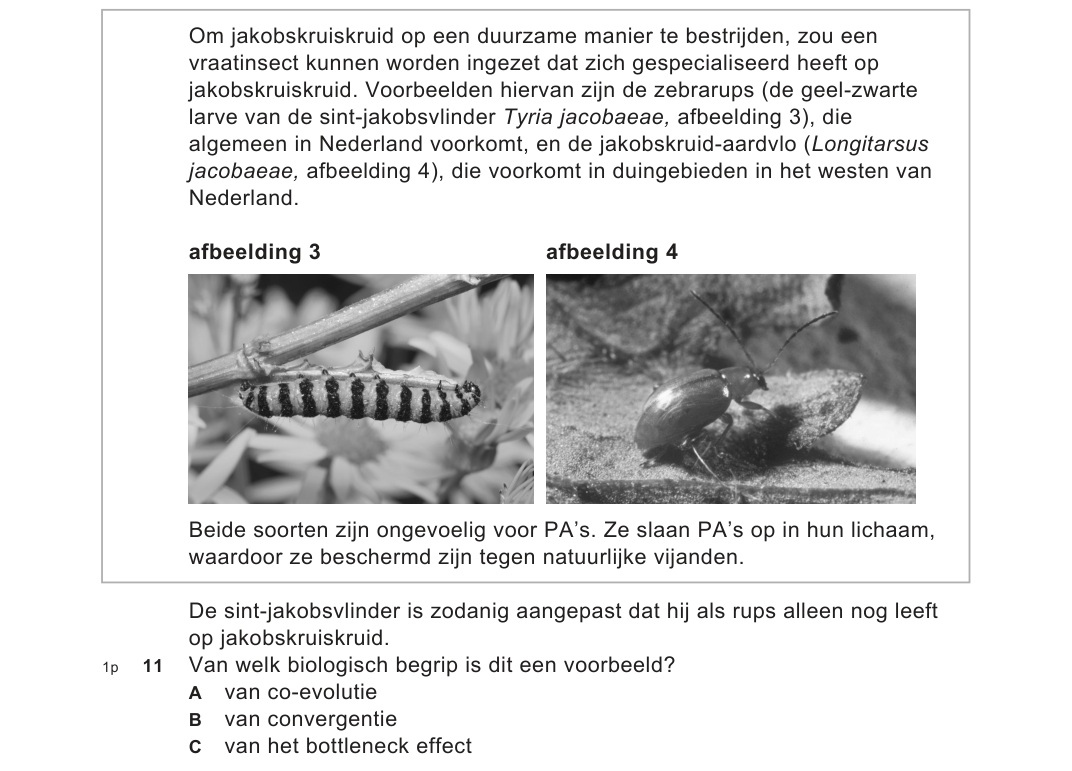 Om jakobskruiskruid op een duurzame manier te bestrijden, zou een
vraatinsect kunnen worden ingezet dat zich gespecialiseerd heeft op
jakobskruiskruid. Voorbeelden hiervan zijn de zebrarups (de geel-zwarte
larve van de sint-jakobsvlinder Tyria jacobaeae, afbeelding 3), die
algemeen in Nederland voorkomt, en de jakobskruid-aardvlo (Longitarsus
jacobaeae, afbeelding 4), die voorkomt in duingebieden in het westen van
Nederland.
afbeelding 3 afbeelding 4
Beide soorten zijn ongevoelig voor PA's. Ze slaan PA's op in hun lichaam,
waardoor ze beschermd zijn tegen natuurlijke vijanden.
De sint-jakobsvlinder is zodanig aangepast dat hij als rups alleen nog leeft
op jakobskruiskruid.
1p 11 Van welk biologisch begrip is dit een voorbeeld?
A van co-evolutie
B van convergentie
C van het bottleneck effect